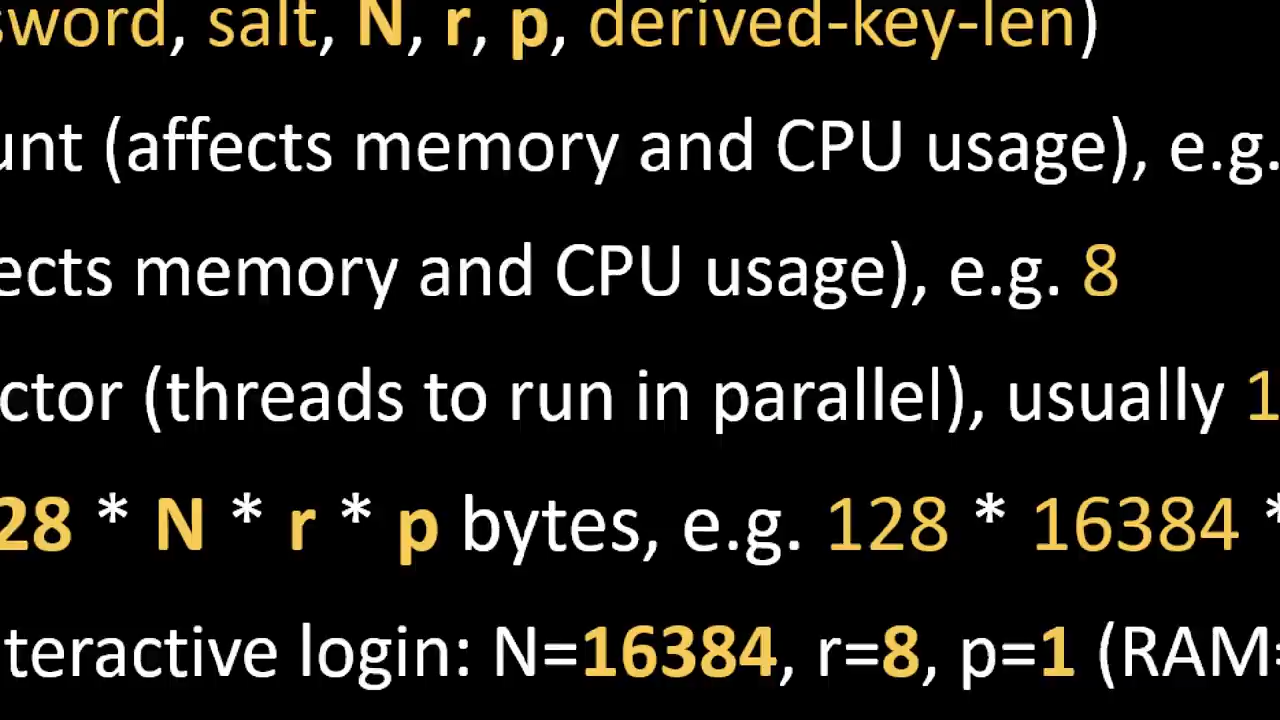 sword, salt, N, r, p, derived-key-len)
unt (affects memory and CPU usage), e.g.
ects memory and CPU usage), e.g. 8
ctor (threads to run in parallel), usually 1
28 * N * r * p bytes, e.g. 128 * 16384 *
nteractive login: N=16384, r=8, p=1 (RAM=